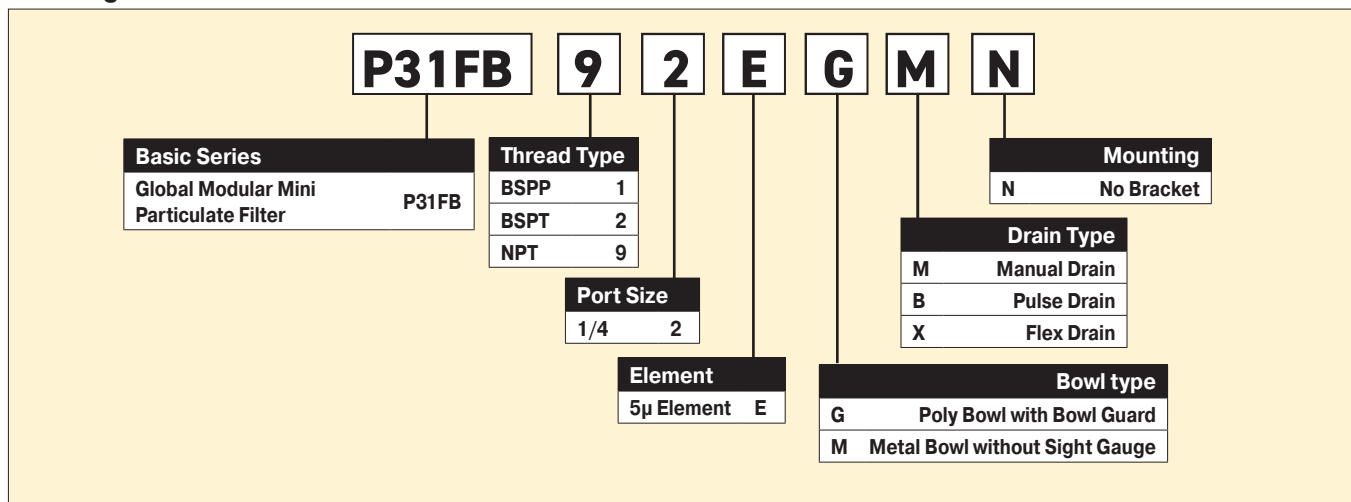 P31FB 9 2 E G M N
Basic Series
Global Modular Mini
Particulate Filter P31FB
Thread Type
BSPP 1
BSPT 2
NPT 9
Mounting
N No Bracket
Drain Type
M Manual Drain
B Pulse Drain
X Flex Drain
Port Size
1/4 2
Element
5µ Element E
Bowl type
G Poly Bowl with Bowl Guard
M Metal Bowl without Sight Gauge